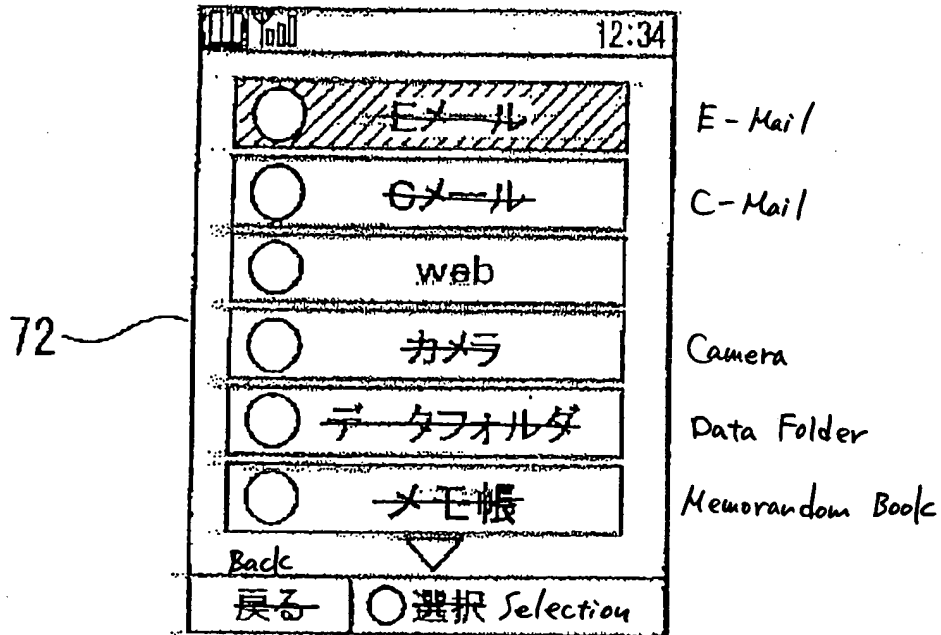 12:34
Eメール E-Mail
Cメール C-Mail
web
72
カメラ Camera
データフォルダ Data Folder
メモ帳 Memorandom Book
Back
戻る 選択 Selection